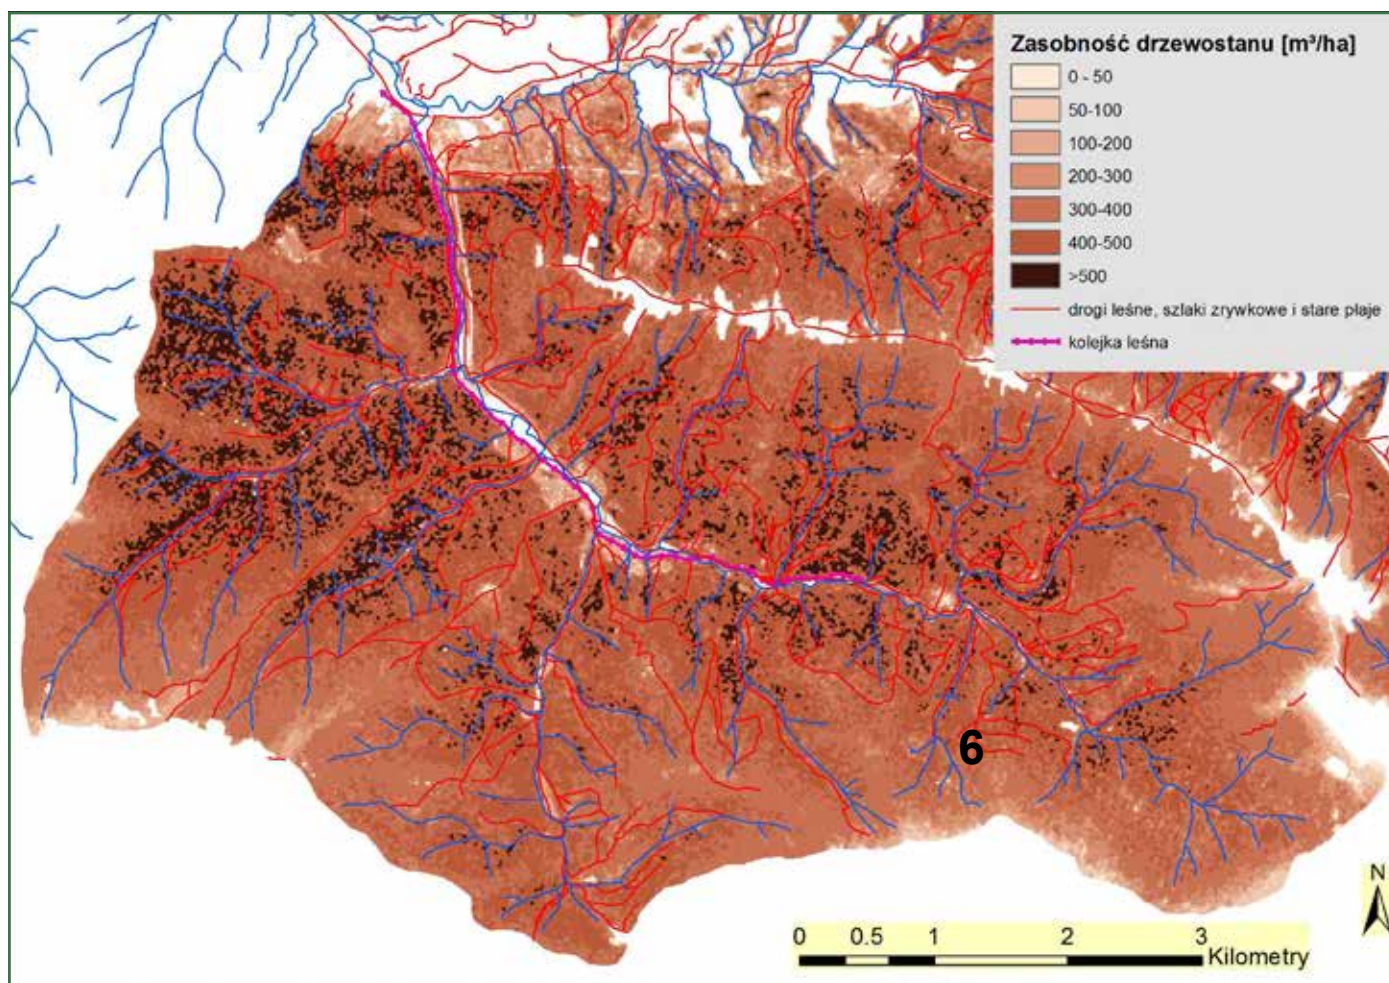 Zasobność drzewostanu [m³/ha]
0 - 50
50-100
100-200
200-300
300-400
400-500
>500
drogi leśne, szlaki zrywkowe i stare płaje
kolejka leśna
6
N
0 0.5 1 2 3
Kilometry